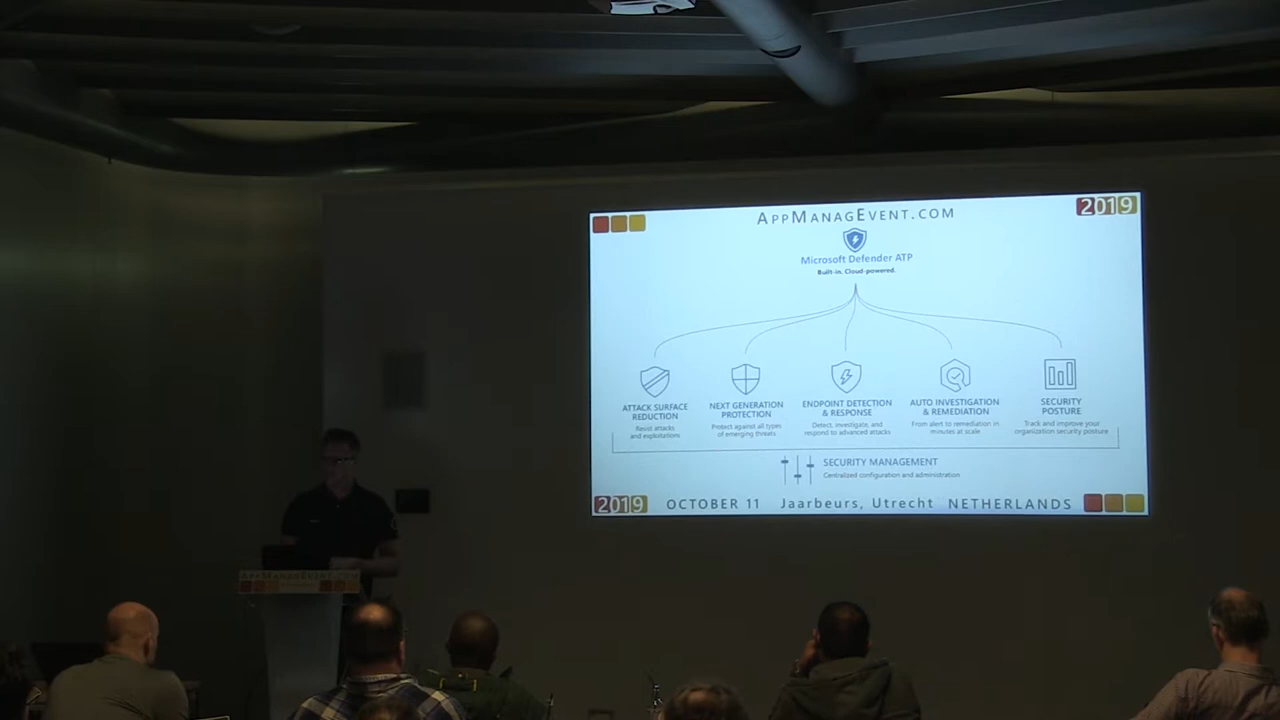 APPMANAGEVENT.COM
2019
Microsoft Defender ATP
Built-in. Cloud-powered.
ATTACK SURFACE
REDUCTION
Resist attacks
and exploitations
NEXT GENERATION
PROTECTION
Protect against all types
of emerging threats
ENDPOINT DETECTION
& RESPONSE
Detect, investigate, and
respond to advanced attacks
AUTO INVESTIGATION
& REMEDIATION
From alert to remediation in
minutes at scale
SECURITY
POSTURE
Track and improve your
organization security posture
SECURITY MANAGEMENT
Centralized configuration and administration
2019 OCTOBER 11 Jaarbeurs, Utrecht NETHERLANDS
APPMANAGEVENT.COM